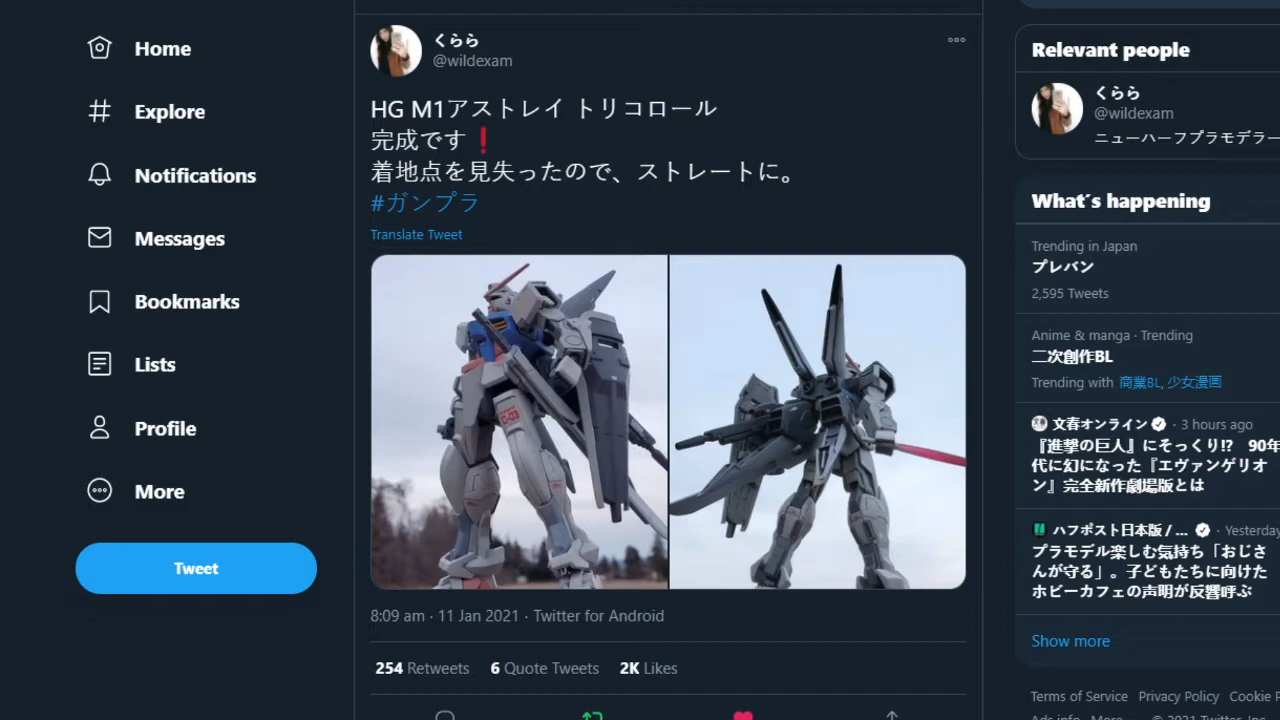 Home
Explore
Notifications
Messages
Bookmarks
Lists
Profile
More
Tweet
くらら
@wildexam
HG M1アストレイ トリコロール
完成です❗
着地点を見失ったので、ストレートに。
#ガンプラ
Translate Tweet
8:09 am · 11 Jan 2021 · Twitter for Android
254 Retweets 6 Quote Tweets 2K Likes
Relevant people
くらら
@wildexam
ニューハーフプラモデラー
What's happening
Trending in Japan
プレバン
2,595 Tweets
Anime & manga · Trending
二次創作BL
Trending with 商業BL, 少女漫画
文春オンライン · 3 hours ago
『進撃の巨人』にそっくり!? 90年
代に幻になった『エヴァンゲリオ
ン』完全新作劇場版とは
ハフポスト日本版 / ... · Yesterday
プラモデル楽しむ気持ち「おじさ
んが守る」。子どもたちに向けた
ホビーカフェの声明が反響呼ぶ
Show more
Terms of Service Privacy Policy Cookie